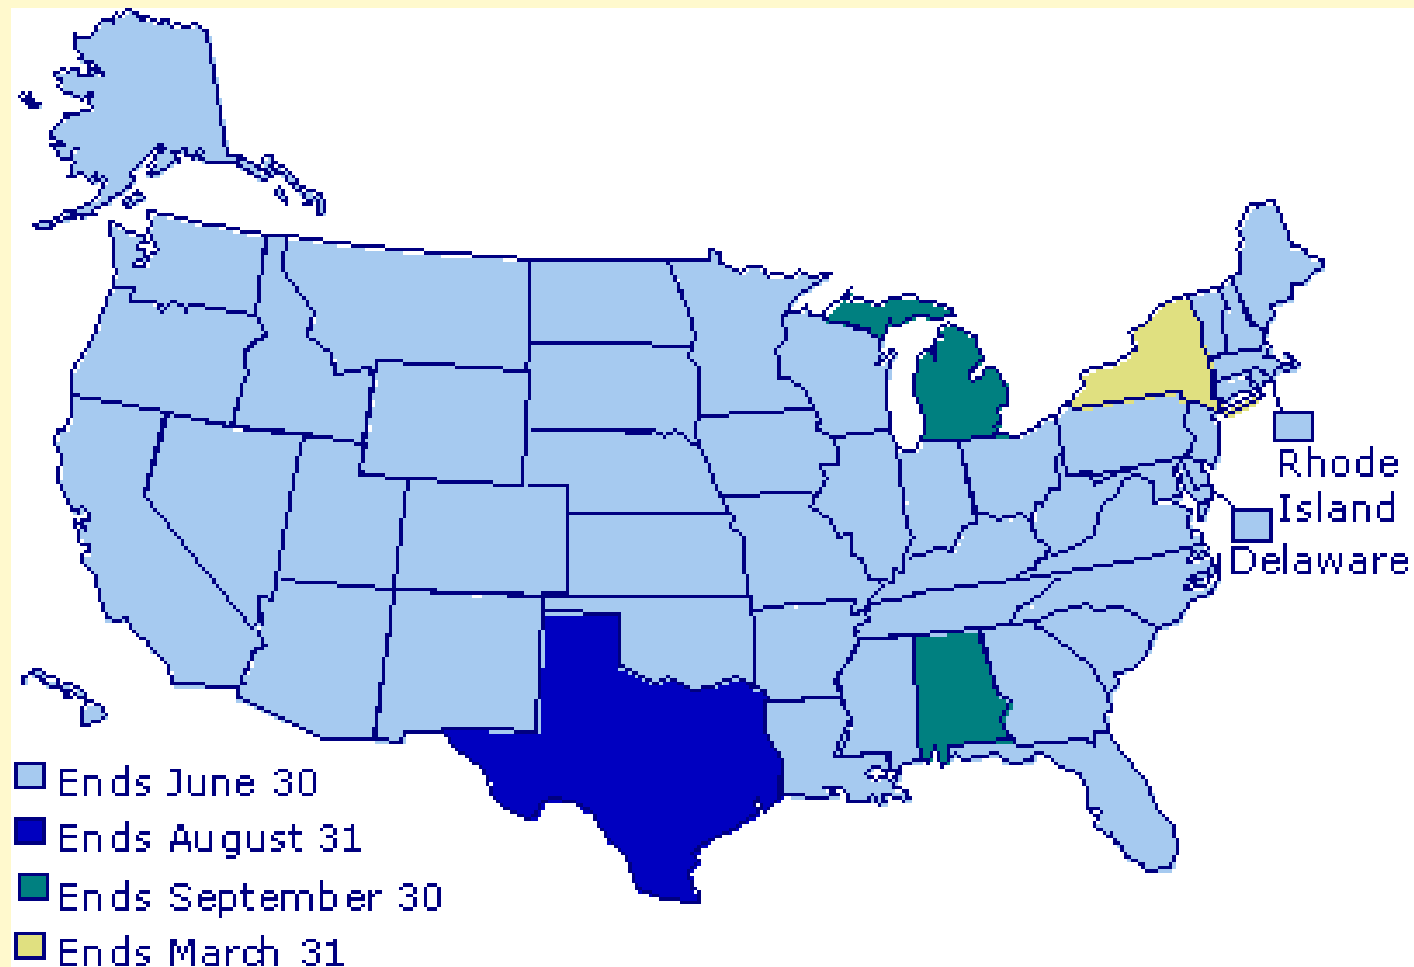 Rhode
Island
Delaware
Ends June 30
Ends August 31
Ends September 30
Ends March 31